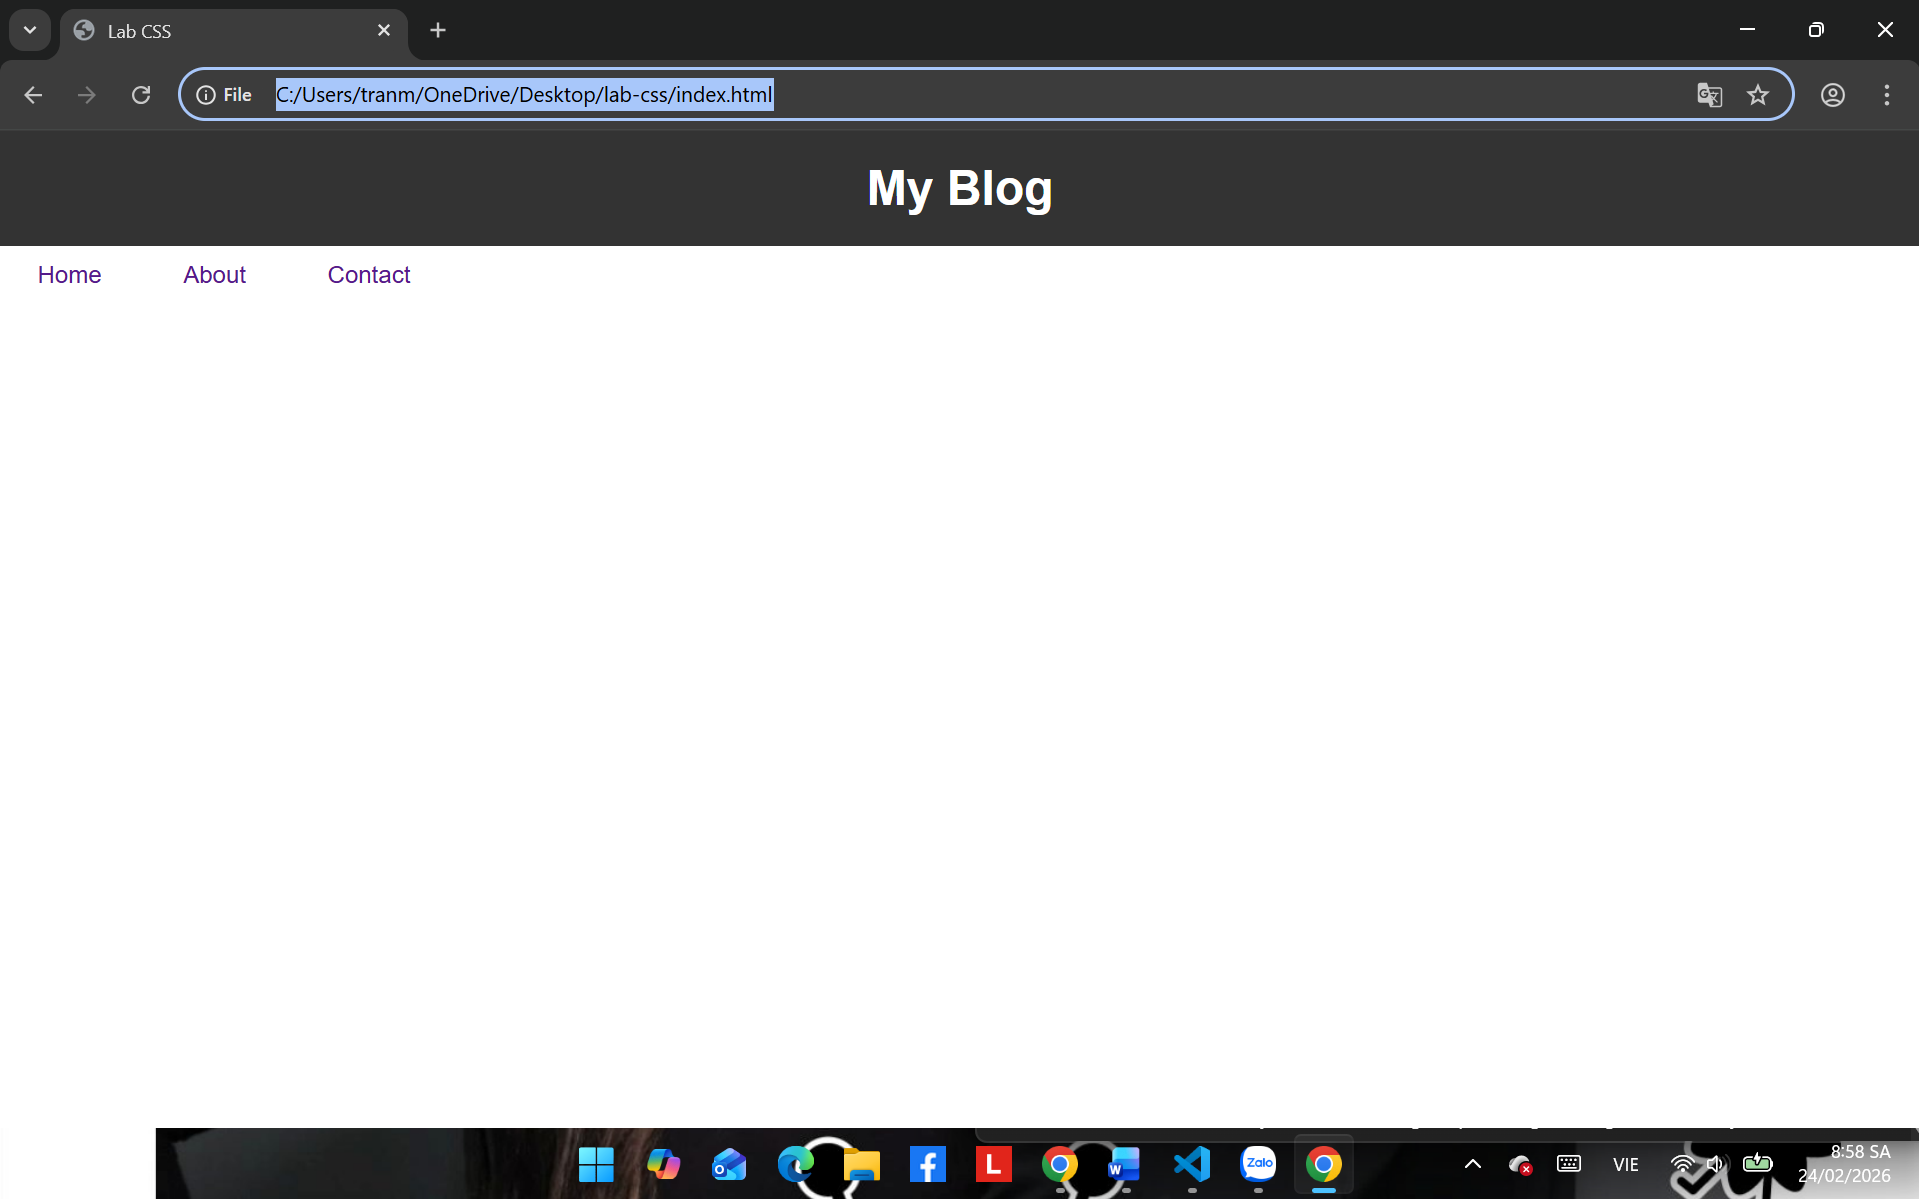 Lab CSS
File C:/Users/tranm/OneDrive/Desktop/lab-css/index.html
My Blog
Home About Contact
L W Zalo VIE 8:58 SA
24/02/2026